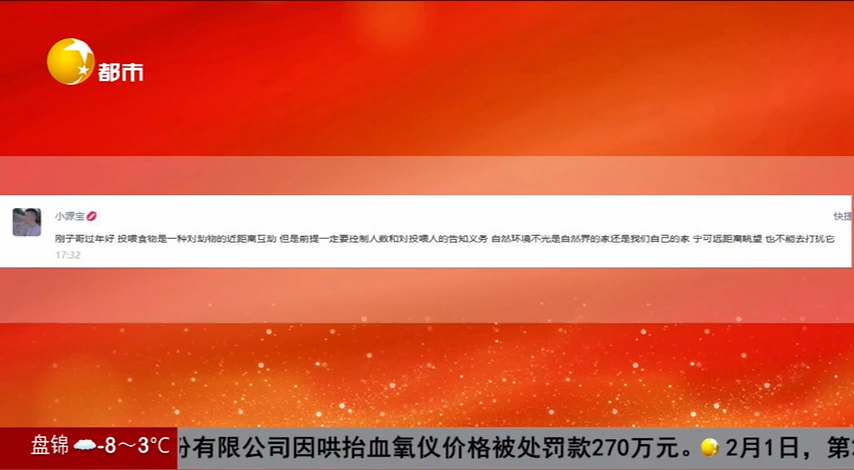 都市
小源宝💋
快捷
刚子哥过年好 投喂食物是一种对动物的近距离互动 但是前提一定要控制人数和对投喂人的告知义务 自然环境不光是自然界的家还是我们自己的家 宁可远距离眺望 也不能去打扰它
17:32
盘锦 -8～3℃ 份有限公司因哄抬血氧仪价格被处罚款270万元。 2月1日，第